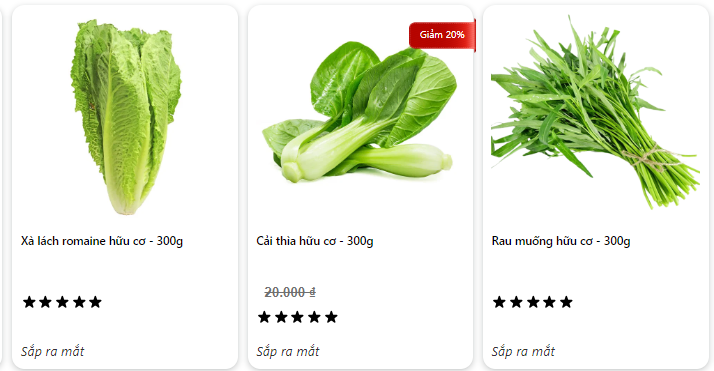 Xà lách romaine hữu cơ - 300g
Sắp ra mắt
Giảm 20%
Cải thìa hữu cơ - 300g
20.000 ₫
Sắp ra mắt
Rau muống hữu cơ - 300g
Sắp ra mắt